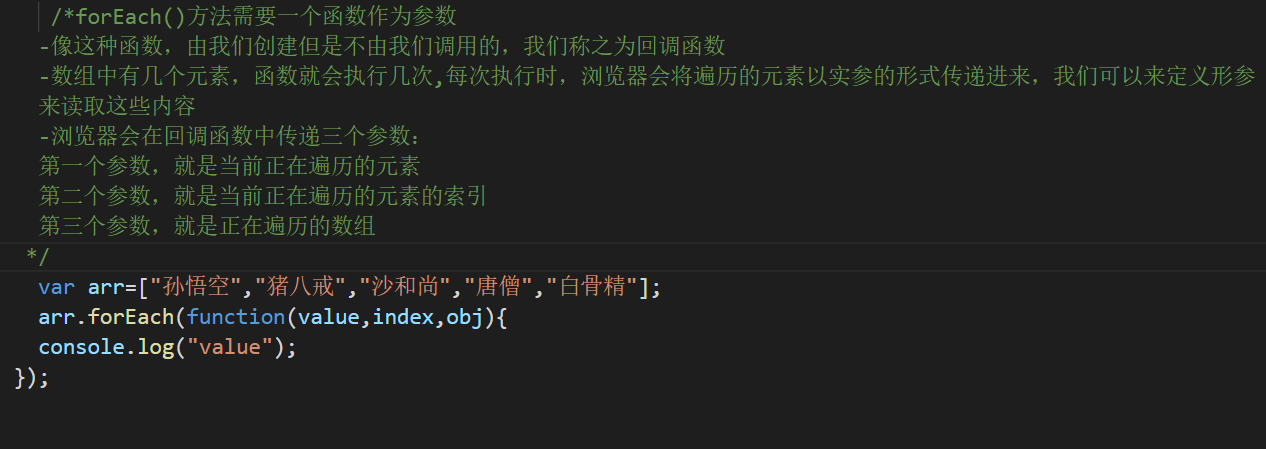 /*forEach()方法需要一个函数作为参数
-像这种函数，由我们创建但是不由我们调用的，我们称之为回调函数
-数组中有几个元素，函数就会执行几次,每次执行时，浏览器会将遍历的元素以实参的形式传递进来，我们可以来定义形参
来读取这些内容
-浏览器会在回调函数中传递三个参数：
第一个参数，就是当前正在遍历的元素
第二个参数，就是当前正在遍历的元素的索引
第三个参数，就是正在遍历的数组
*/
var arr=["孙悟空","猪八戒","沙和尚","唐僧","白骨精"];
arr.forEach(function(value,index,obj){
console.log("value");
});